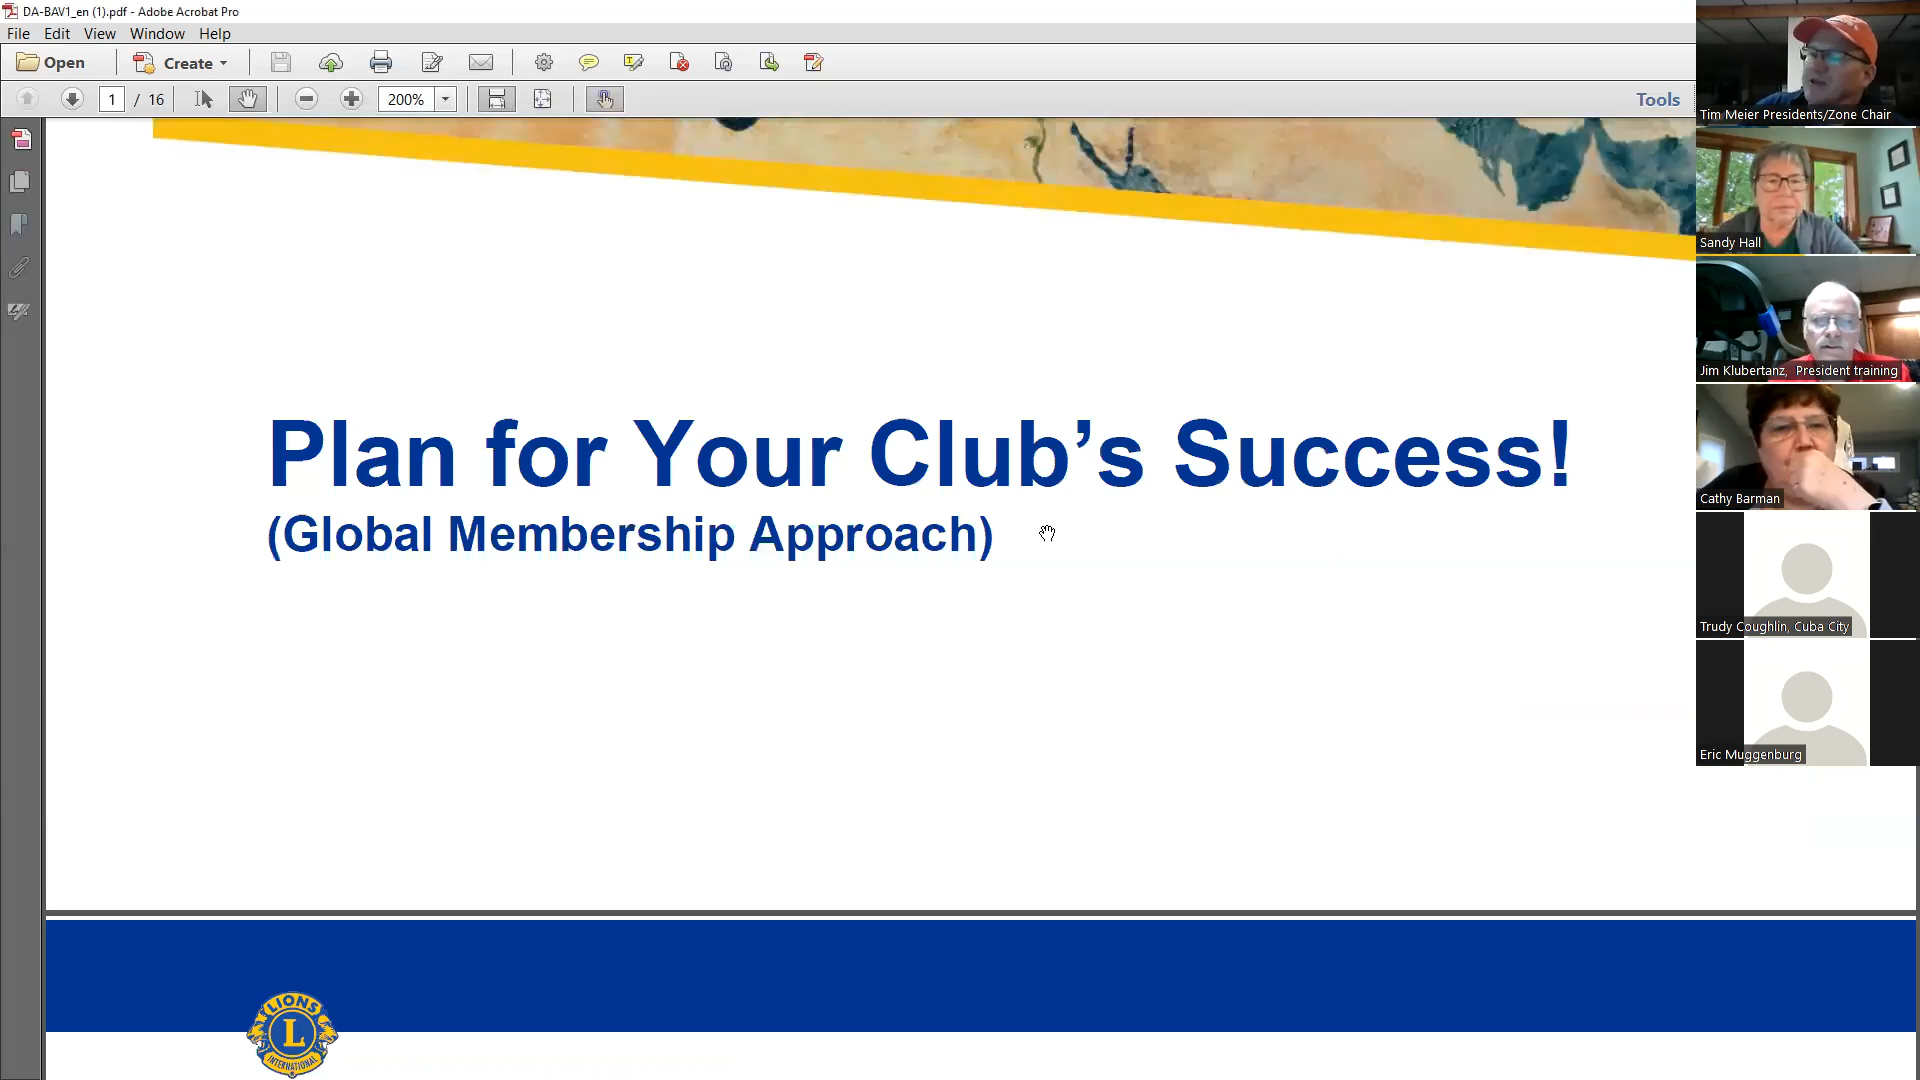 DA-BAV1_en (1).pdf - Adobe Acrobat Pro
File Edit View Window Help
Open Create
1 / 16 200% Tools
Plan for Your Club’s Success!
(Global Membership Approach)
LIONS
L
INTERNATIONAL
®
Tim Meier Presidents/Zone Chair
Sandy Hall
Jim Klubertanz, President training
Cathy Barman
Trudy Coughlin, Cuba City
Eric Muggenburg